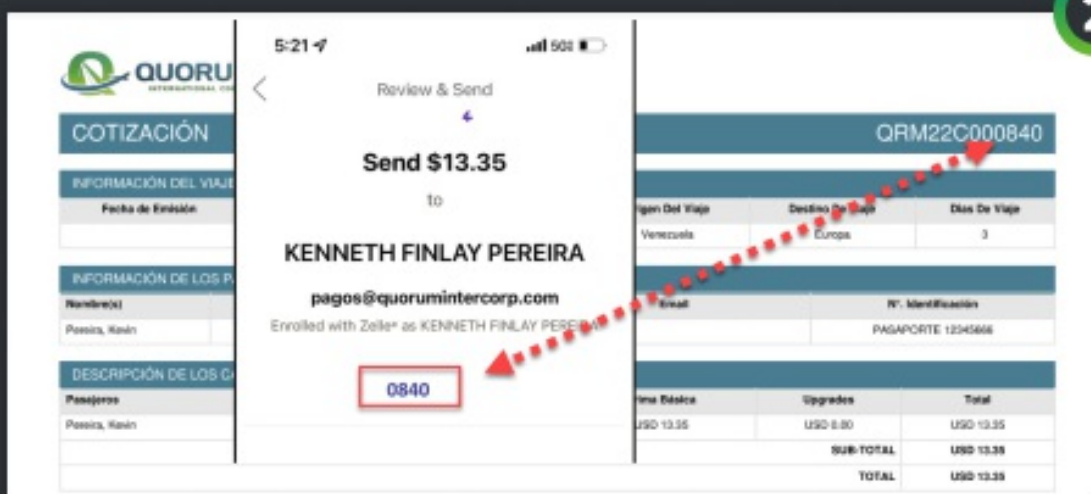 QUORU
INTERNATIONAL
COTIZACIÓN
QRM22C000840
INFORMACIÓN DEL VIAJE
Fecha de Emisión
Destino De Viaje
Dias De Viaje
Venezuela
Europa
3
INFORMACIÓN DE LOS P
Nombre(s)
Email
N°. Identificación
Pereira, Kevin
PASAPORTE
DESCRIPCIÓN DE LOS C
Pasajeros
Prima Básica
Upgrades
Total
Pereira, Kevin
USD 13.35
USD 0.00
USD 13.35
SUB-TOTAL
USD 13.35
TOTAL
USD 13.35
5:21
Review & Send
Send $13.35
to
KENNETH FINLAY PEREIRA
pagos@quorumintercorp.com
Enrolled with Zelle® as KENNETH FINLAY PEREIRA
0840